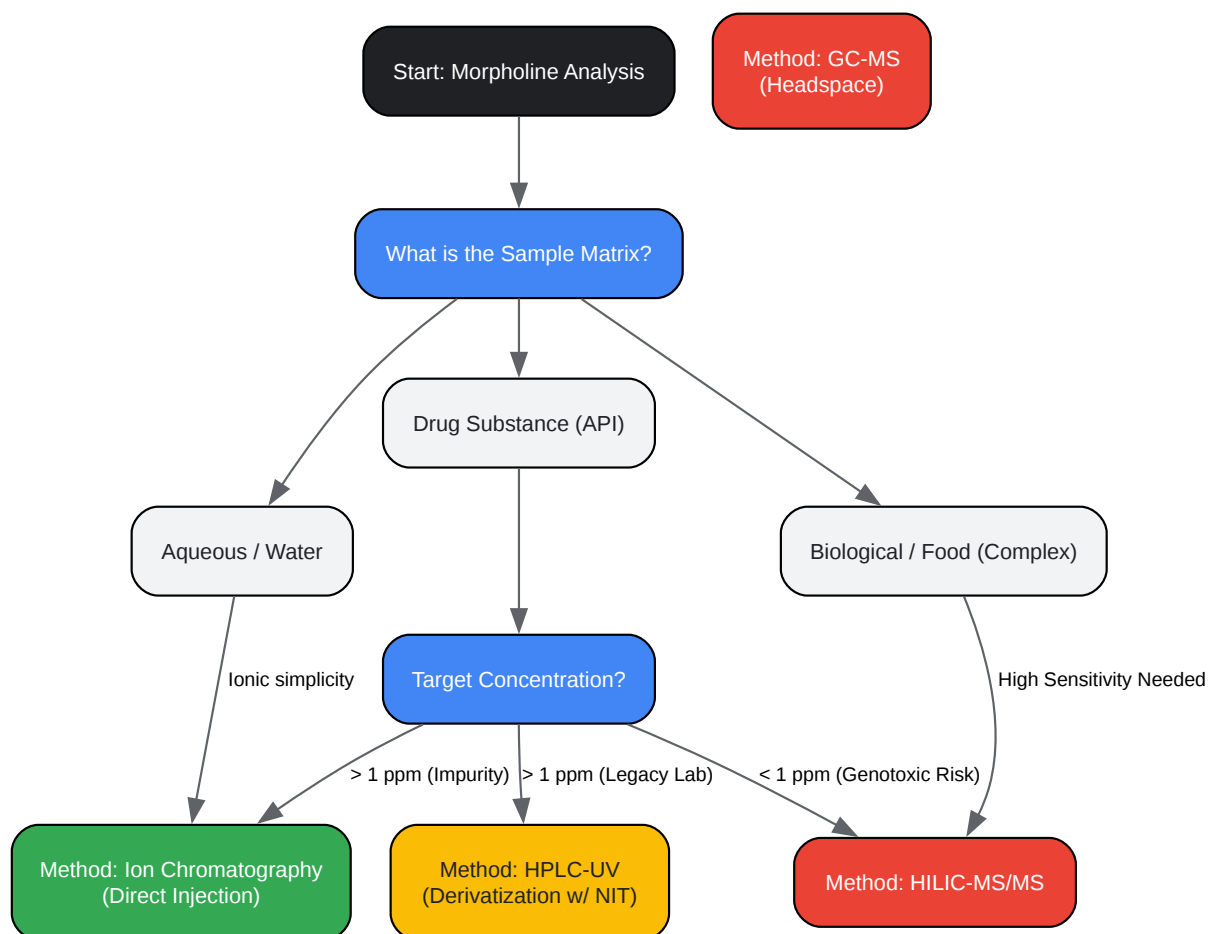 Start: Morpholine Analysis
Method: GC-MS
(Headspace)
What is the Sample Matrix?
Drug Substance (API)
Aqueous / Water
Biological / Food (Complex)
Ionic simplicity
Target Concentration?
High Sensitivity Needed
> 1 ppm (Impurity)
> 1 ppm (Legacy Lab)
< 1 ppm (Genotoxic Risk)
Method: Ion Chromatography
(Direct Injection)
Method: HPLC-UV
(Derivatization w/ NIT)
Method: HILIC-MS/MS